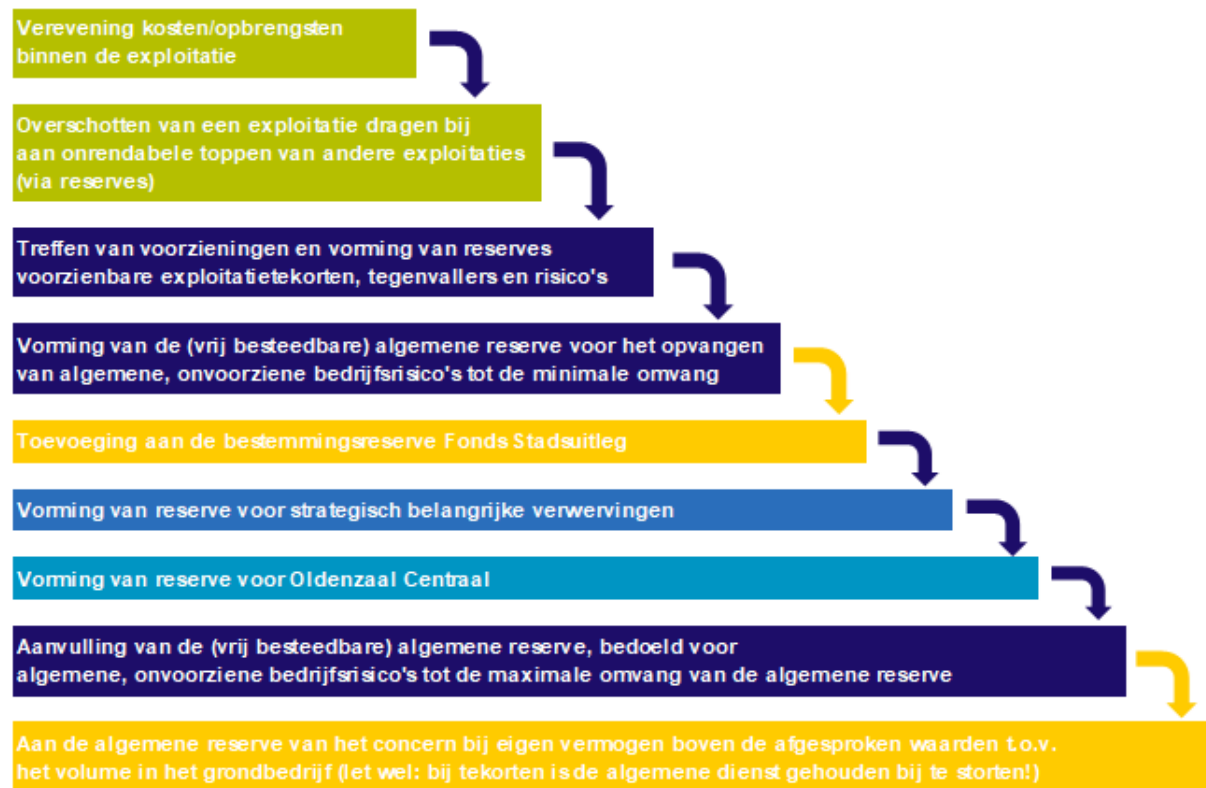 Verevening kosten/opbrengsten
binnen de exploitatie
Overschotten van een exploitatie dragen bij
aan onrendabele toppen van andere exploitaties
(via reserves)
Treffen van voorzieningen en vorming van reserves
voorzienbare exploitatietekorten, tegenvallers en risico's
Vorming van de (vrij besteedbare) algemene reserve voor het opvangen
van algemene, onvoorziene bedrijfsrisico's tot de minimale omvang
Toevoeging aan de bestemmingsreserve Fonds Stadsuitleg
Vorming van reserve voor strategisch belangrijke verwervingen
Vorming van reserve voor Oldenzaal Centraal
Aanvulling van de (vrij besteedbare) algemene reserve, bedoeld voor
algemene, onvoorziene bedrijfsrisico's tot de maximale omvang van de algemene reserve
Aan de algemene reserve van het concern bij eigen vermogen boven de afgesproken waarden t.o.v.
het volume in het grondbedrijf (let wel: bij tekorten is de algemene dienst gehouden bij te storten!)